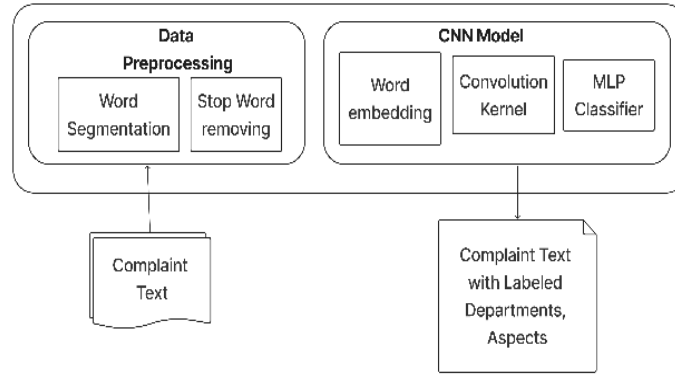 Data
Preprocessing
Word
Segmentation
Stop Word
removing
CNN Model
Word
embedding
Convolution
Kernel
MLP
Classifier
Complaint
Text
Complaint Text
with Labeled
Departments,
Aspects